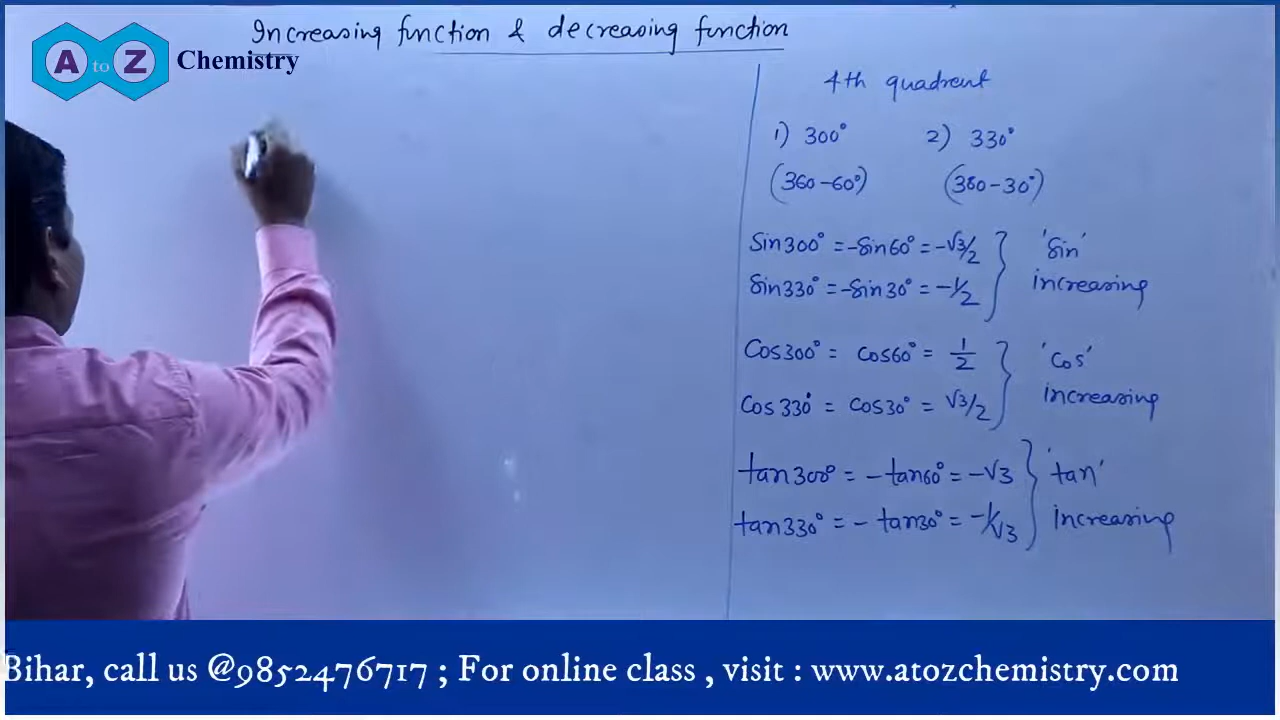 Increasing function & decreasing function
A to Z Chemistry
4th quadrent
1) 300° 2) 330°
(360-60°) (360-30°)
Sin300° = -Sin60° = -√3/2
Sin330° = -Sin30° = -1/2
'Sin'
increasing
Cos300° = Cos60° = 1/2
Cos330° = Cos30° = √3/2
'Cos'
increasing
tan300° = - tan60° = -√3
tan330° = - tan30° = -1/√3
'tan'
increasing
Bihar, call us @9852476717 ; For online class , visit : www.atozchemistry.com